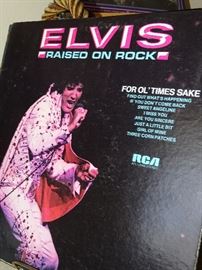 ELVIS
RAISED ON ROCK
FOR OL' TIMES SAKE
FIND OUT WHAT'S HAPPENING
IF YOU DON'T COME BACK
SWEET ANGELINE
I MISS YOU
ARE YOU SINCERE
JUST A LITTLE BIT
GIRL OF MINE
THREE CORN PATCHES
RCA